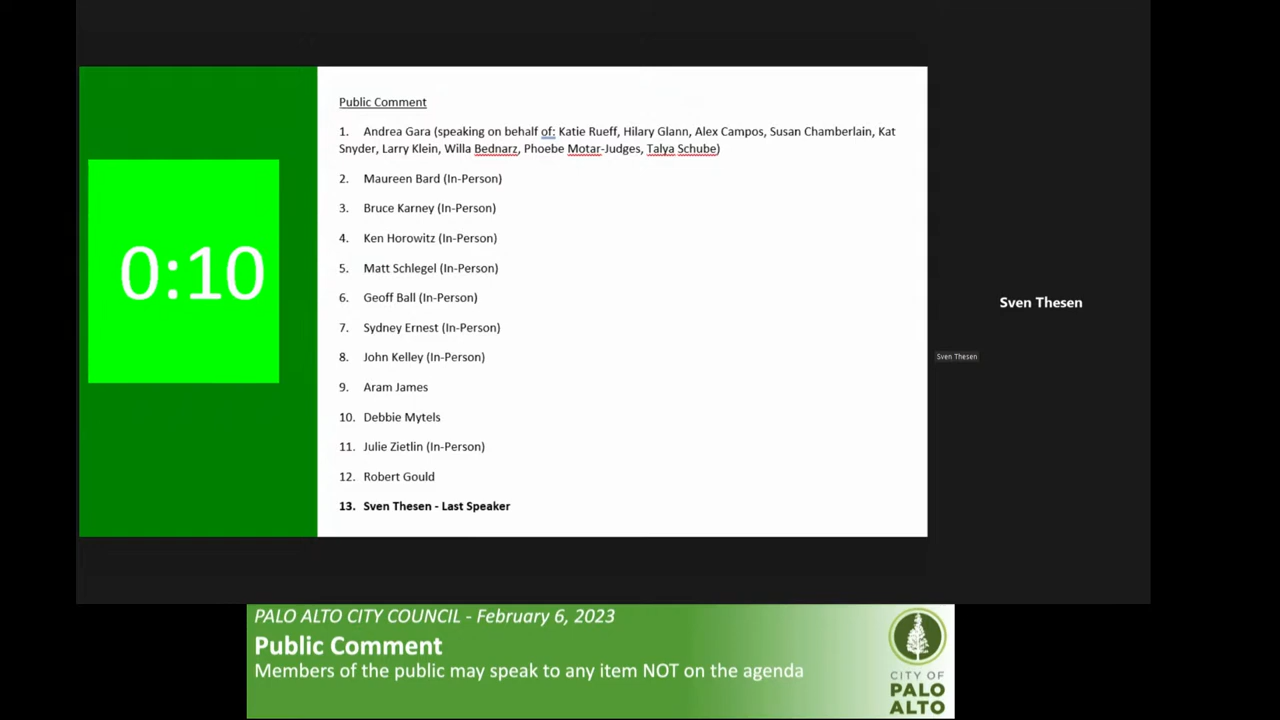 Public Comment
1. Andrea Gara (speaking on behalf of: Katie Rueff, Hilary Glann, Alex Campos, Susan Chamberlain, Kat
Snyder, Larry Klein, Willa Bednarz, Phoebe Motar-Judges, Talya Schube)
2. Maureen Bard (In-Person)
3. Bruce Karney (In-Person)
4. Ken Horowitz (In-Person)
5. Matt Schlegel (In-Person)
6. Geoff Ball (In-Person)
7. Sydney Ernest (In-Person)
8. John Kelley (In-Person)
9. Aram James
10. Debbie Mytels
11. Julie Zietlin (In-Person)
12. Robert Gould
13. Sven Thesen - Last Speaker
0:10
Sven Thesen
Sven Thesen
PALO ALTO CITY COUNCIL - February 6, 2023
Public Comment
Members of the public may speak to any item NOT on the agenda
CITY OF
PALO
ALTO